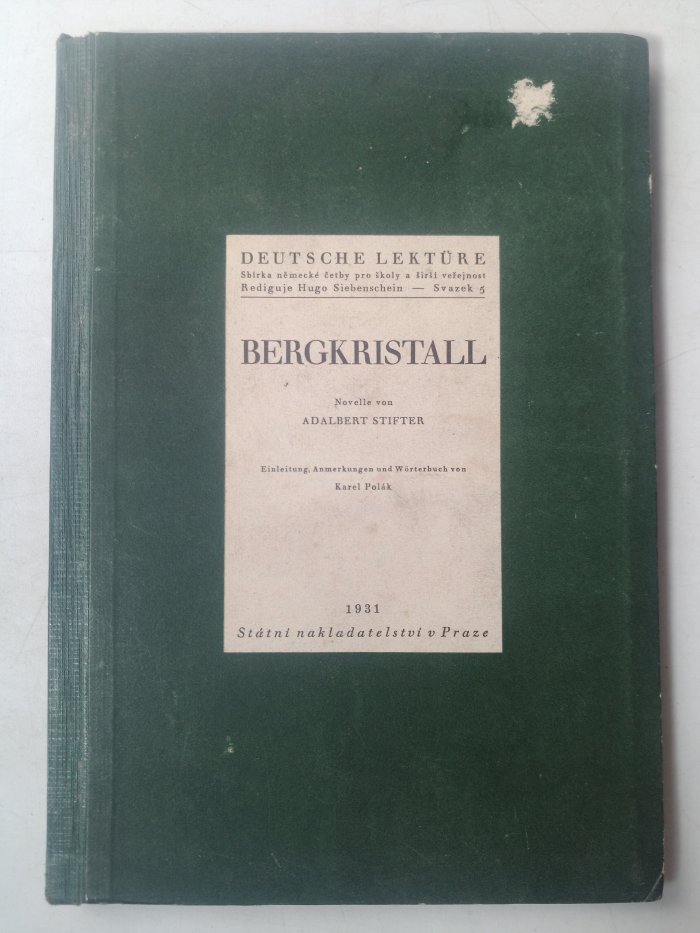 DEUTSCHE LEKTÜRE
Sbírka německé četby pro školy a širší veřejnost
Rediguje Hugo Siebenschein — Svazek 5
BERGKRISTALL
Novelle von
ADALBERT STIFTER
Einleitung, Anmerkungen und Wörterbuch von
Karel Polák
1931
Státní nakladatelství v Praze